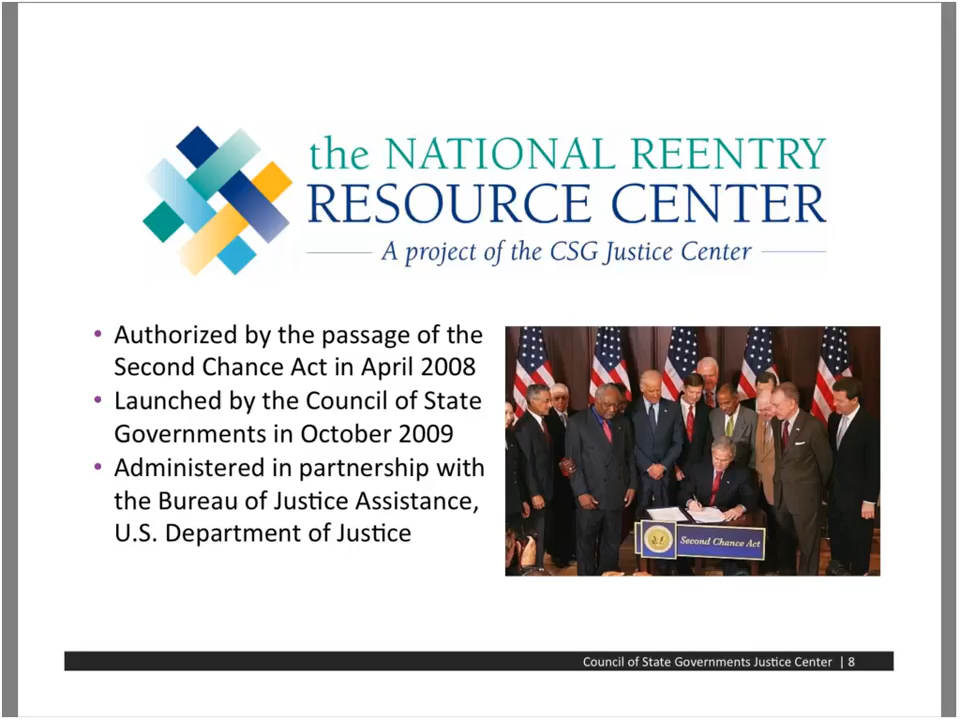 the NATIONAL REENTRY
RESOURCE CENTER
A project of the CSG Justice Center
• Authorized by the passage of the
Second Chance Act in April 2008
• Launched by the Council of State
Governments in October 2009
• Administered in partnership with
the Bureau of Justice Assistance,
U.S. Department of Justice
Second Chance Act
Council of State Governments Justice Center | 8